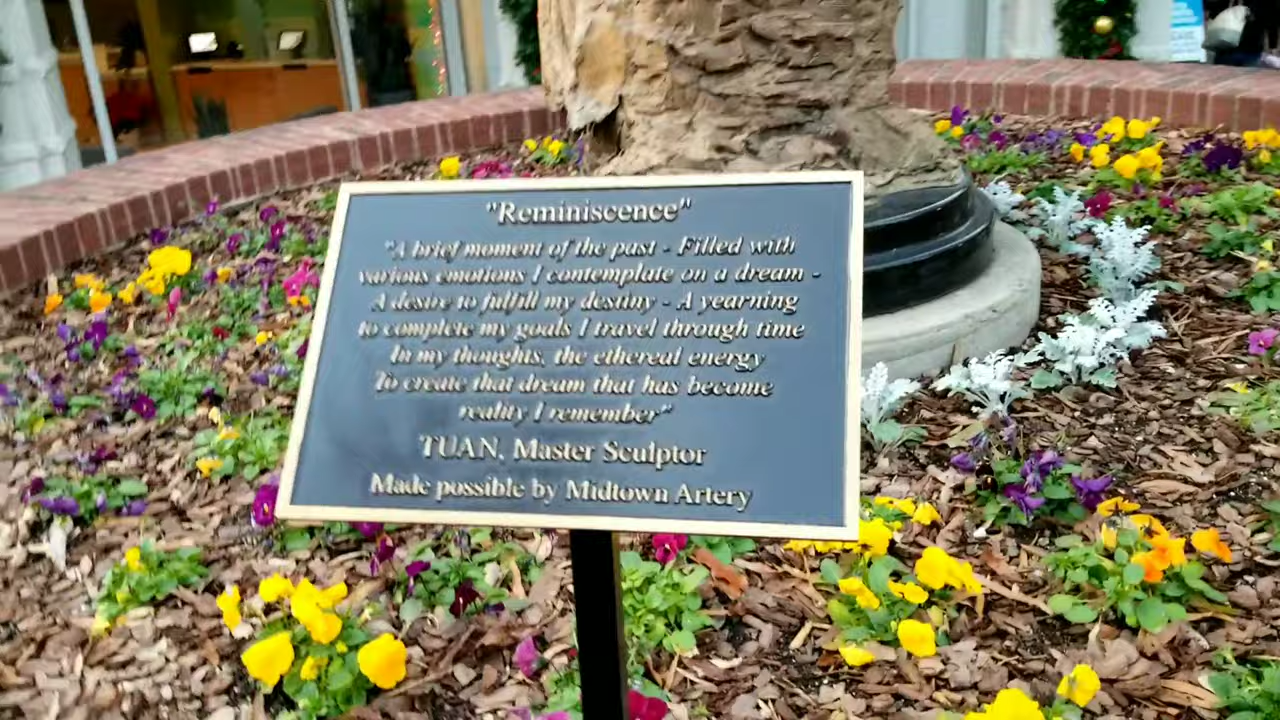 "Reminiscence"
"A brief moment of the past - Filled with
various emotions I contemplate on a dream -
A desire to fulfill my destiny - A yearning
to complete my goals I travel through time
In my thoughts, the ethereal energy
To create that dream that has become
reality I remember"
TUAN, Master Sculptor
Made possible by Midtown Artery